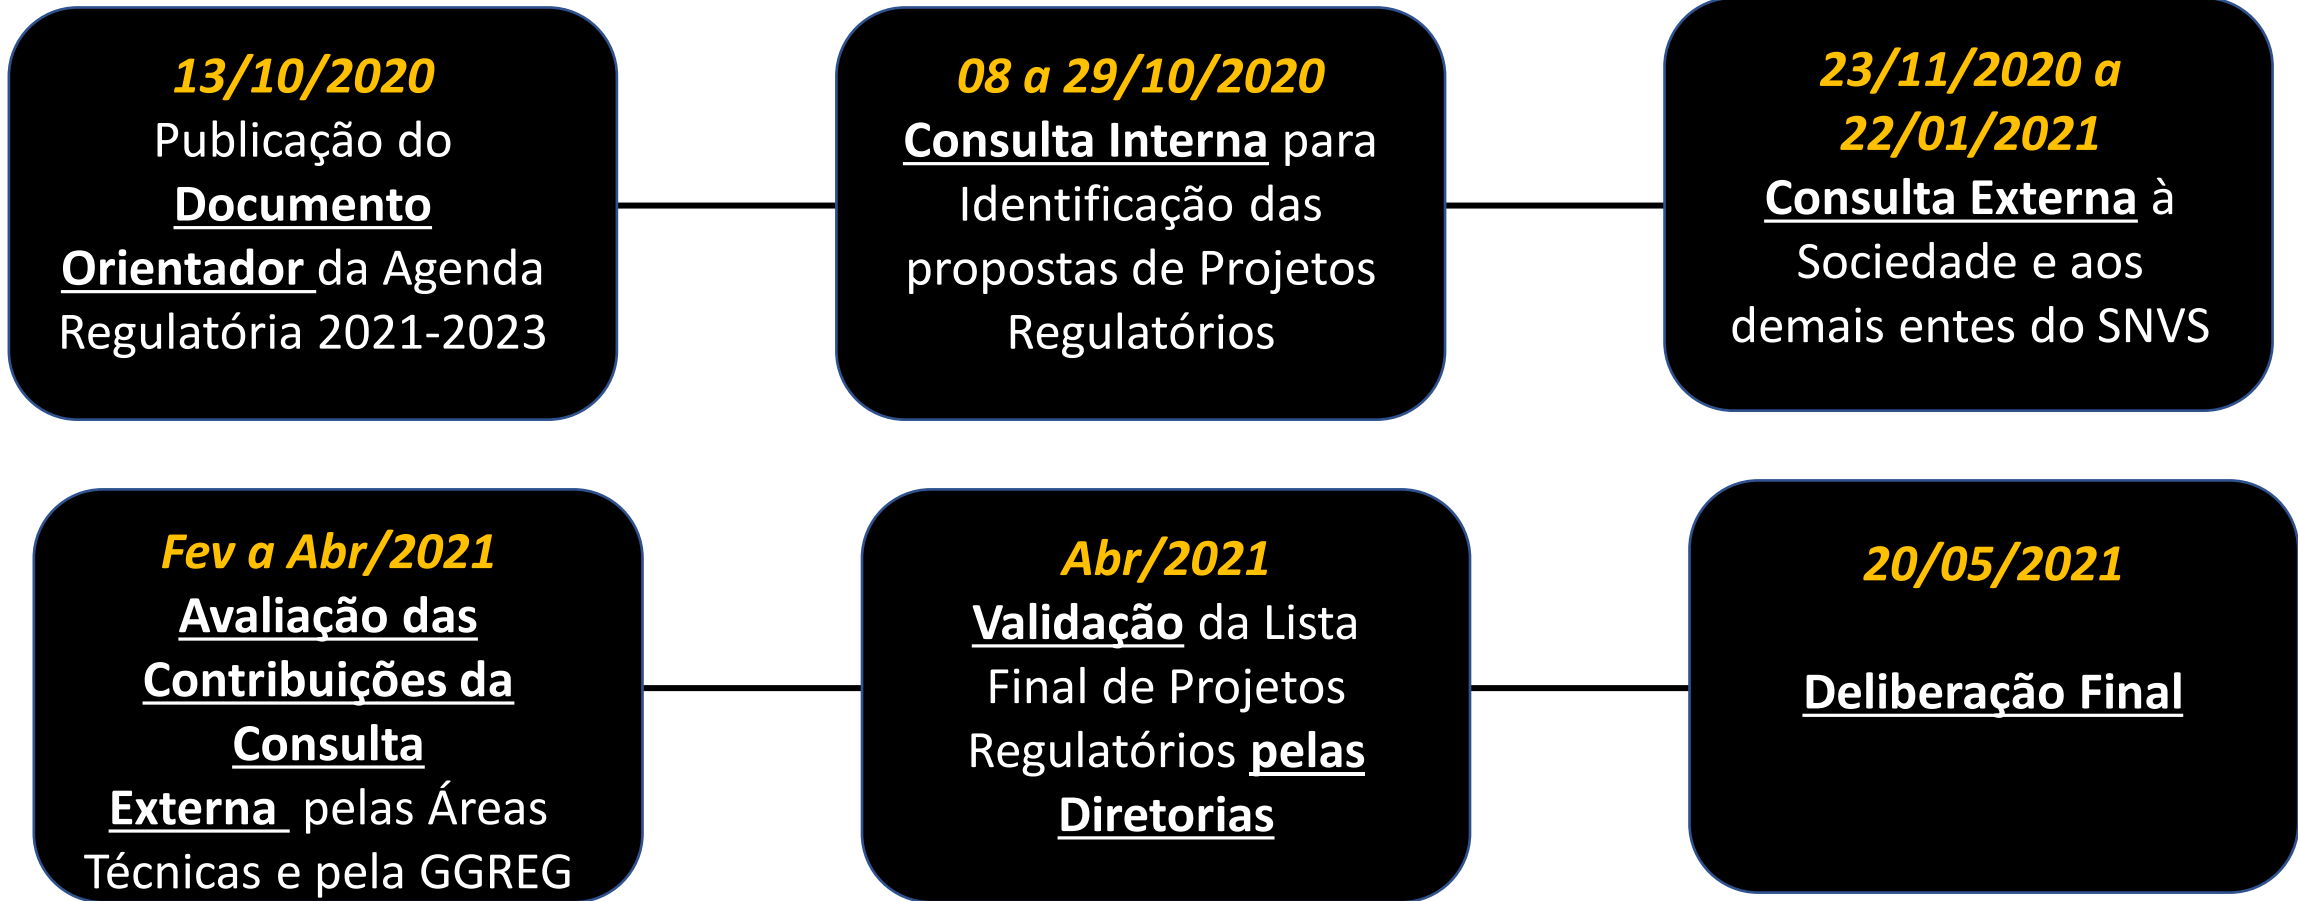 13/10/2020
Publicação do
Documento
Orientador da Agenda
Regulatória 2021-2023
08 a 29/10/2020
Consulta Interna para
Identificação das
propostas de Projetos
Regulatórios
23/11/2020 a
22/01/2021
Consulta Externa à
Sociedade e aos
demais entes do SNVS
Fev a Abr/2021
Avaliação das
Contribuições da
Consulta
Externa pelas Áreas
Técnicas e pela GGREG
Abr/2021
Validação da Lista
Final de Projetos
Regulatórios pelas
Diretorias
20/05/2021
Deliberação Final